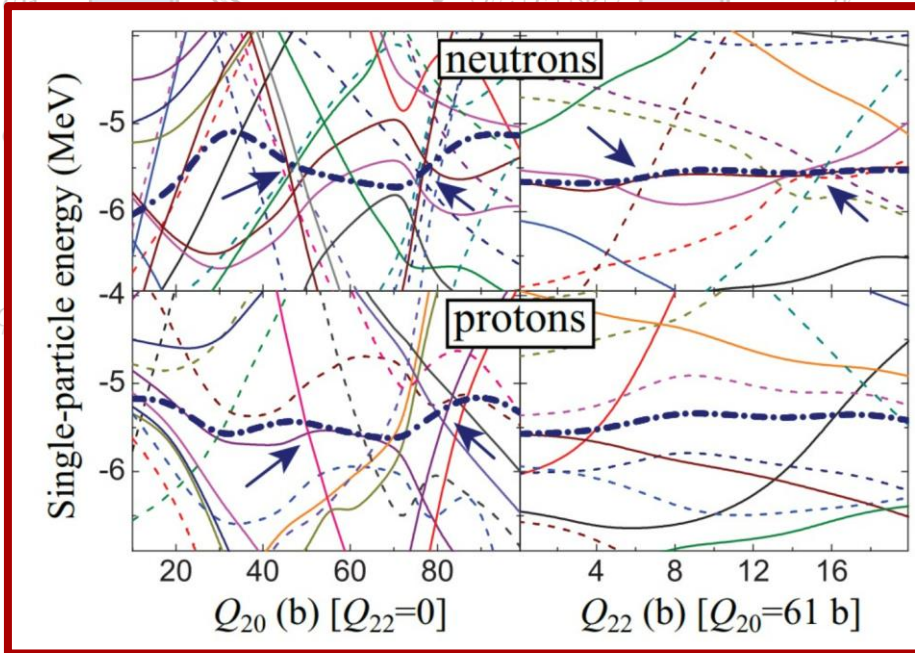 neutrons
Single-particle energy (MeV)
-5
-6
-4
protons
-5
-6
20 40 60 80 4 8 12 16
Q20 (b) [Q22=0] Q22 (b) [Q20=61 b]